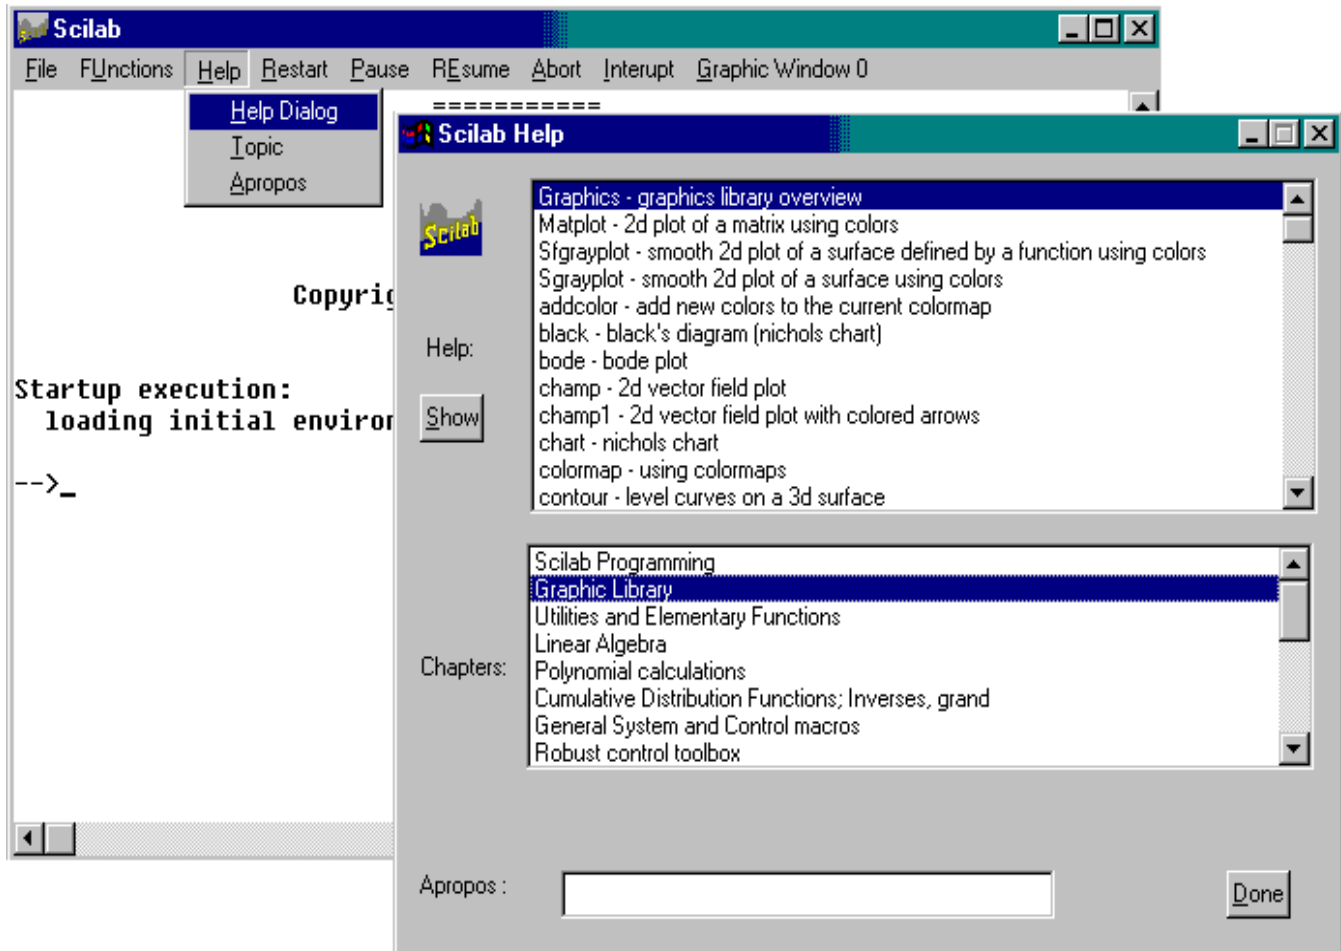 Scilab
File FUnctions Help Restart Pause REsume Abort Interupt Graphic Window 0
Help Dialog
Topic
Apropos
===========
Startup execution:
loading initial
-->_
Scilab Help
Scilab
Help:
Show
Graphics - graphics library overview
Matplot - 2d plot of a matrix using colors
Sfgrayplot - smooth 2d plot of a surface defined by a function using colors
Sgrayplot - smooth 2d plot of a surface using colors
addcolor - add new colors to the current colormap
black - black's diagram (nichols chart)
bode - bode plot
champ - 2d vector field plot
champ1 - 2d vector field plot with colored arrows
chart - nichols chart
colormap - using colormaps
contour - level curves on a 3d surface
Chapters:
Scilab Programming
Graphic Library
Utilities and Elementary Functions
Linear Algebra
Polynomial calculations
Cumulative Distribution Functions; Inverses, grand
General System and Control macros
Robust control toolbox
Apropos :
Done